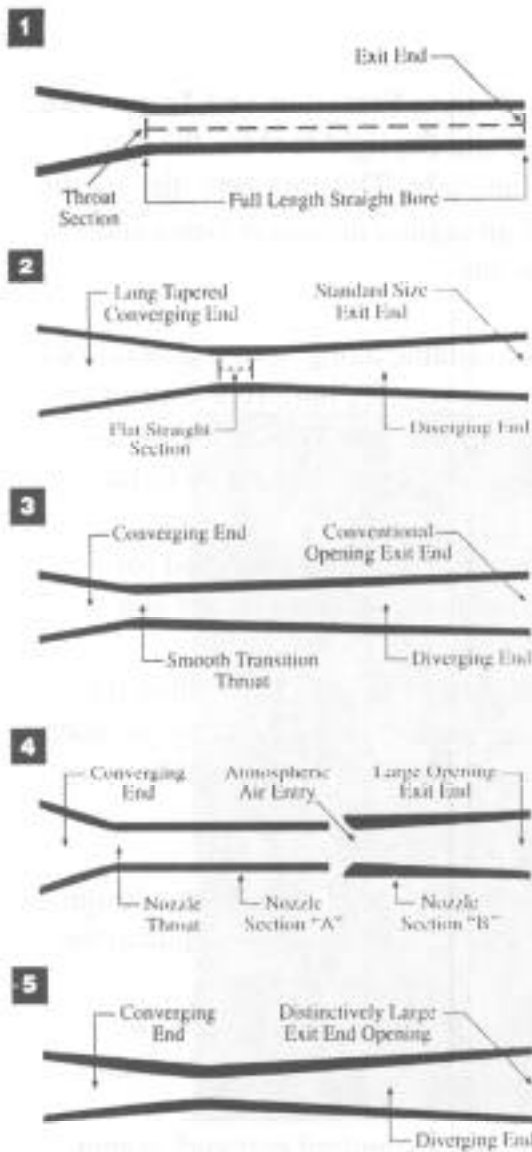 1
Exit End
Throat
Section
Full Length Straight Bore
2
Long Tapered
Converging End
Standard Size
Exit End
Flat Straight
Section
Diverging End
3
Converging End
Conventional
Opening Exit End
Smooth Transition
Throat
Diverging End
4
Converging
End
Atmospheric
Air Entry
Large Opening
Exit End
Nozzle
Throat
Nozzle
Section "A"
Nozzle
Section "B"
5
Converging
End
Distinctively Large
Exit End Opening
Diverging End